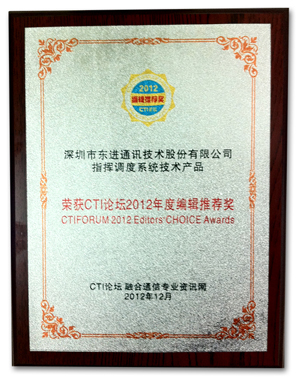 2012
编辑推荐奖
CTI论坛
深圳市东进通讯技术股份有限公司
指挥调度系统技术产品
荣获CTI论坛2012年度编辑推荐奖
CTIFORUM 2012 Editors' CHOICE Awards
CTI论坛 融合通信专业资讯网
2012年12月